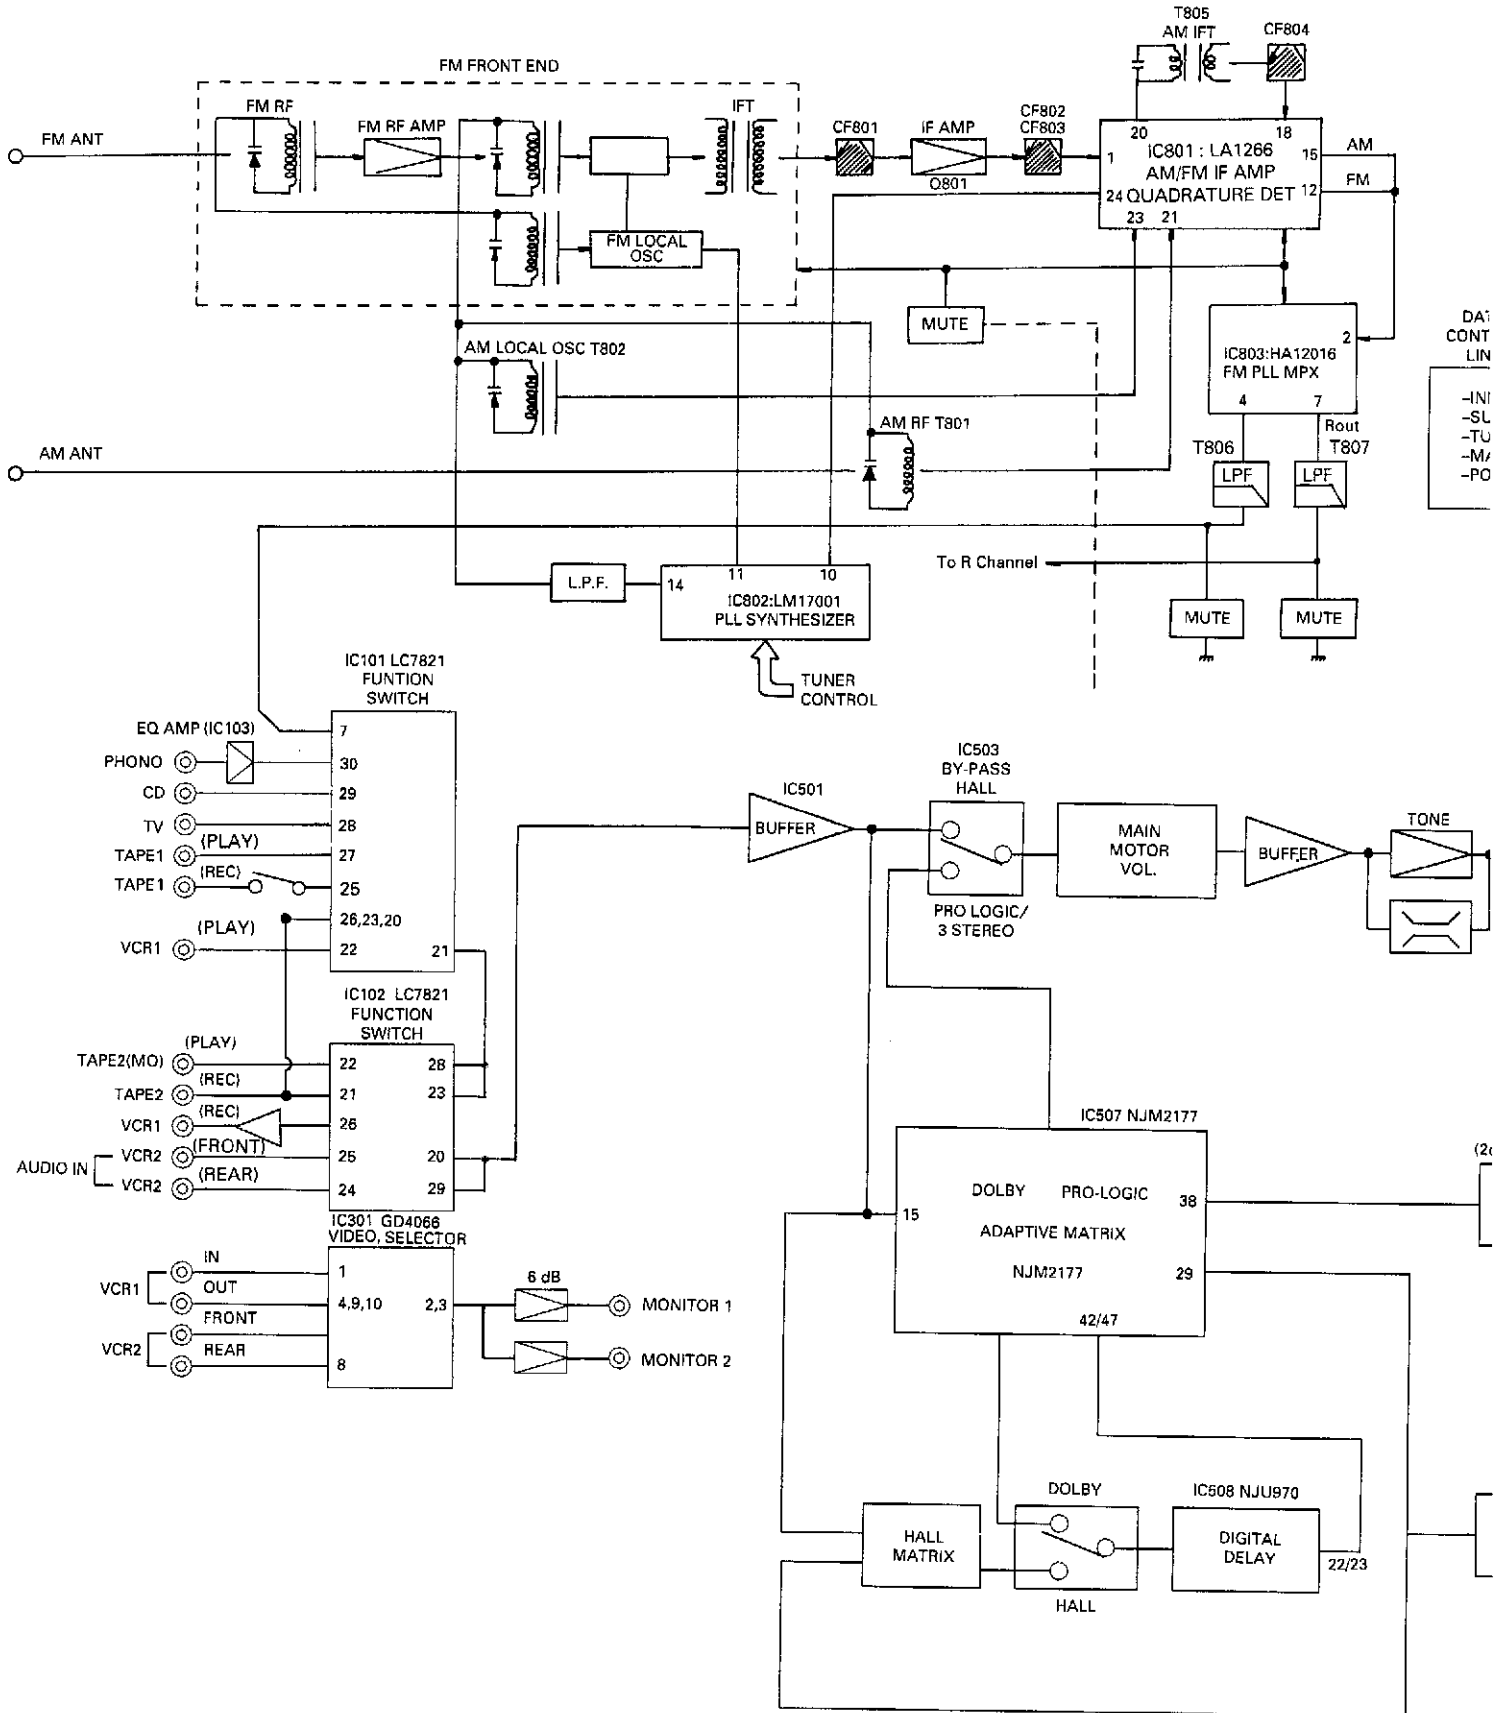 T805
AM IFT
CF804
FM FRONT END
FM RF
FM RF AMP
IFT
CF801
IF AMP
CF802
CF803
Q801
FM ANT
20
18
1
IC801 : LA1266
AM/FM IF AMP
QUADRATURE DET
15
AM
12
FM
24
23
21
FM LOCAL
OSC
MUTE
2
IC803:HA12016
FM PLL MPX
4
7
Rout
T806
T807
LPF
LPF
CONT
LIN
-SU
-TU
-PO
AM LOCAL OSC T802
AM RF T801
AM ANT
To R Channel
L.P.F.
14
11
10
IC802:LM17001
PLL SYNTHESIZER
MUTE
MUTE
TUNER
CONTROL
IC101 LC7821
FUNTION
SWITCH
EQ AMP (IC103)
7
PHONO
30
CD
29
TV
28
TAPE1
(PLAY)
27
TAPE1
(REC)
25
26,23,20
VCR1
(PLAY)
22
21
IC102 LC7821
FUNCTION
SWITCH
TAPE2(MO)
(PLAY)
22
28
TAPE2
(REC)
21
23
VCR1
(REC)
26
AUDIO IN
VCR2
(FRONT)
25
20
VCR2
(REAR)
24
29
IC301 GD4066
VIDEO, SELECTOR
VCR1
IN
1
OUT
4,9,10
2,3
VCR2
FRONT
REAR
8
6 dB
MONITOR 1
MONITOR 2
IC501
BUFFER
IC503
BY-PASS
HALL
PRO LOGIC/
3 STEREO
MAIN
MOTOR
VOL.
BUFFER
TONE
IC507 NJM2177
15
DOLBY PRO-LOGIC
ADAPTIVE MATRIX
NJM2177
38
29
42/47
HALL
MATRIX
DOLBY
HALL
IC508 NJU970
DIGITAL
DELAY
22/23